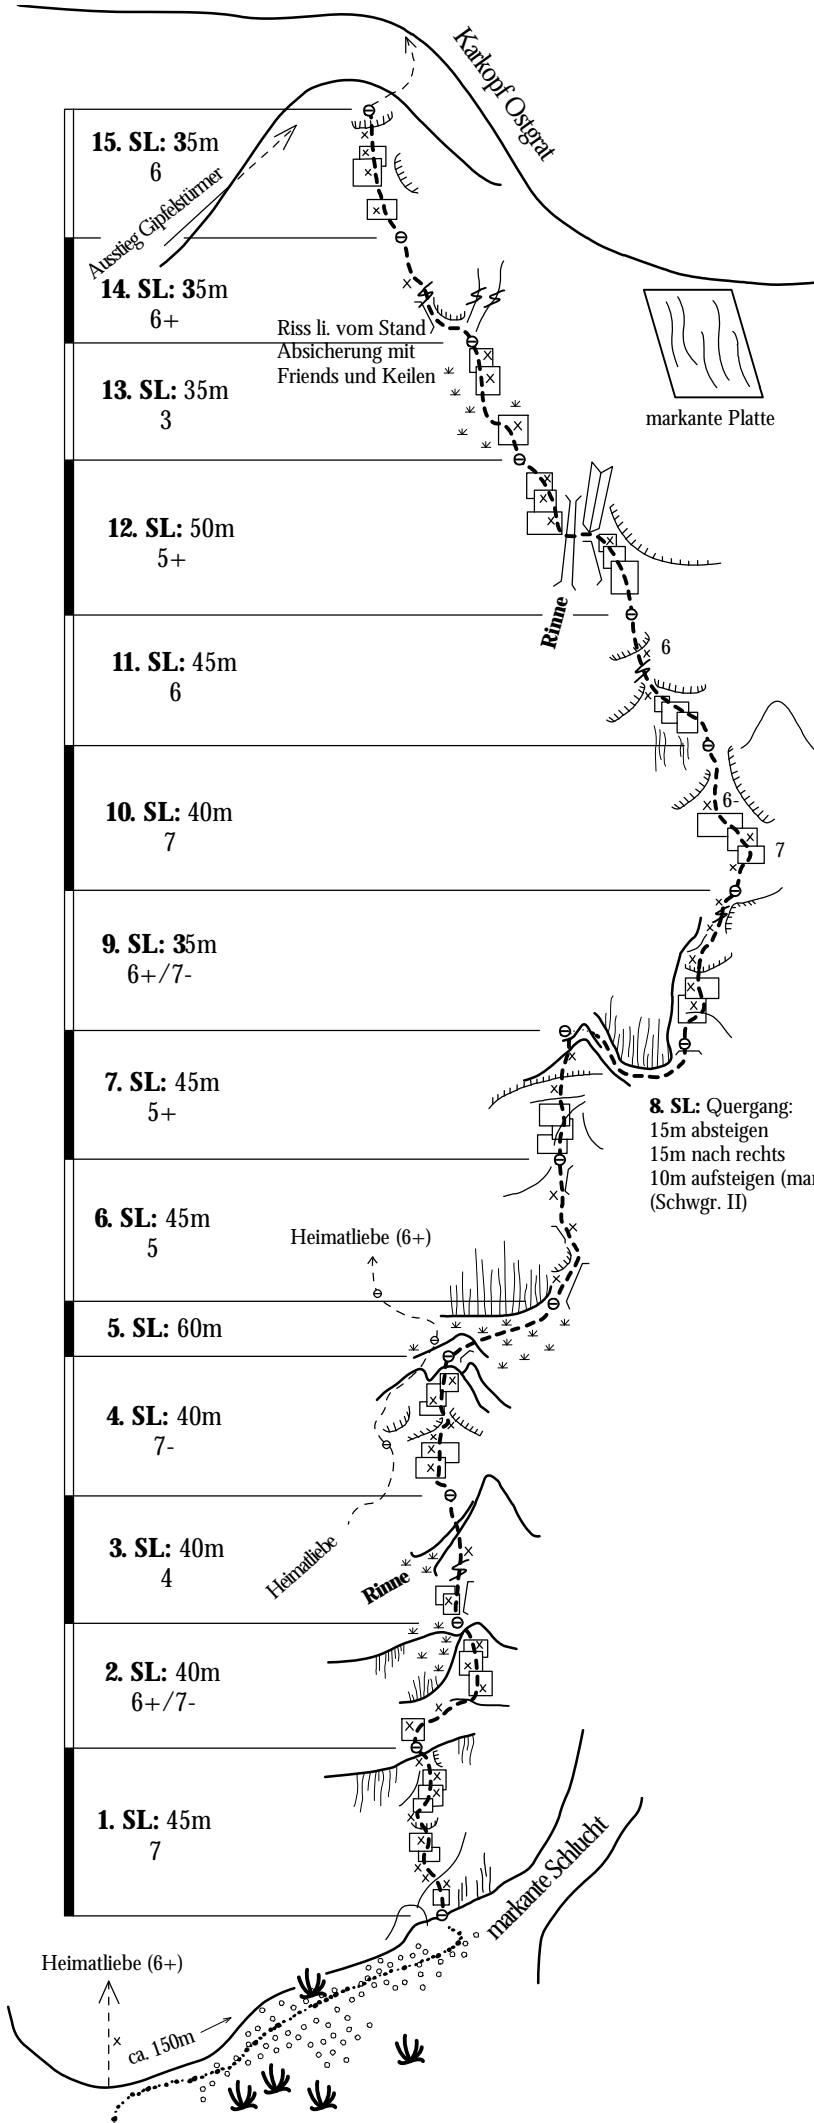 Karkopf Ostgrat
15. SL: 35m
6
Ausstieg Gipfelstürmer
14. SL: 35m
6+
Riss li. vom Stand
Absicherung mit
Friends und Keilen
markante Platte
13. SL: 35m
3
12. SL: 50m
5+
Rinne
11. SL: 45m
6
6
10. SL: 40m
7
6-
7
9. SL: 35m
6+/7-
7. SL: 45m
5+
8. SL: Quergang:
15m absteigen
15m nach rechts
10m aufsteigen (mar
(Schwgr. II)
6. SL: 45m
5
Heimatliebe (6+)
5. SL: 60m
4. SL: 40m
7-
3. SL: 40m
4
Heimatliebe
Rinne
2. SL: 40m
6+/7-
1. SL: 45m
7
markante Schlucht
Heimatliebe (6+)
ca. 150m